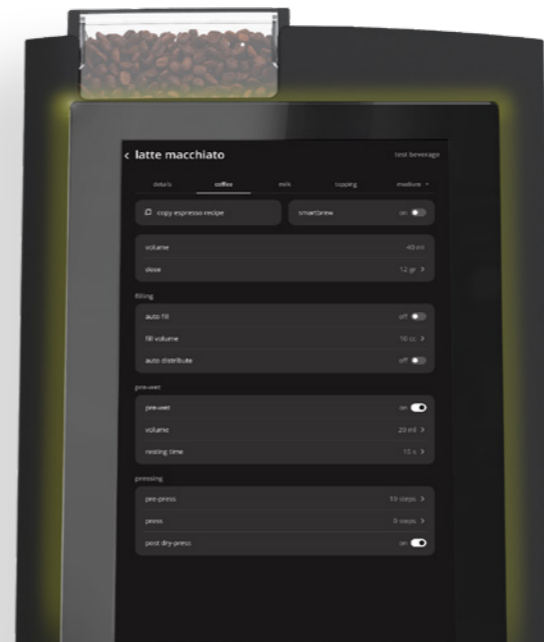 < latte macchiato test beverage
details coffee milk topping medium
copy espresso recipe smartbrew on
volume 40 ml
dose 12 gr >
filling
auto fill off
fill volume 10 cc >
auto distribute off
pre-wet
pre-wet on
volume 20 ml >
resting time 15 s >
pressing
pre-press 10 steps >
press 0 steps >
post dry-press on